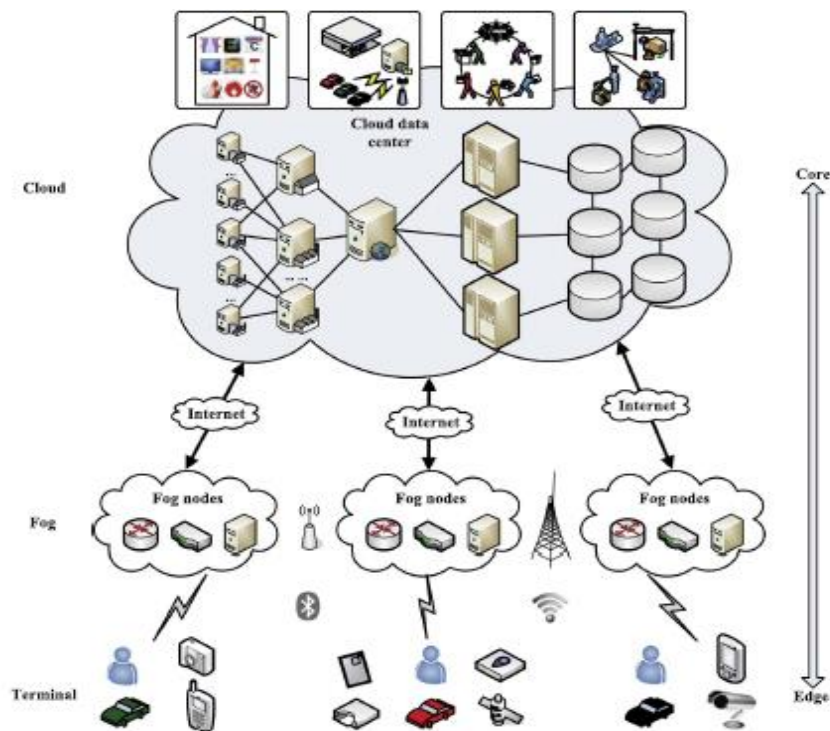 °C
Cloud data
center
Cloud
Core
... ...
Internet
Internet
Internet
Fog nodes
Fog nodes
Fog nodes
Fog
Terminal
Edge